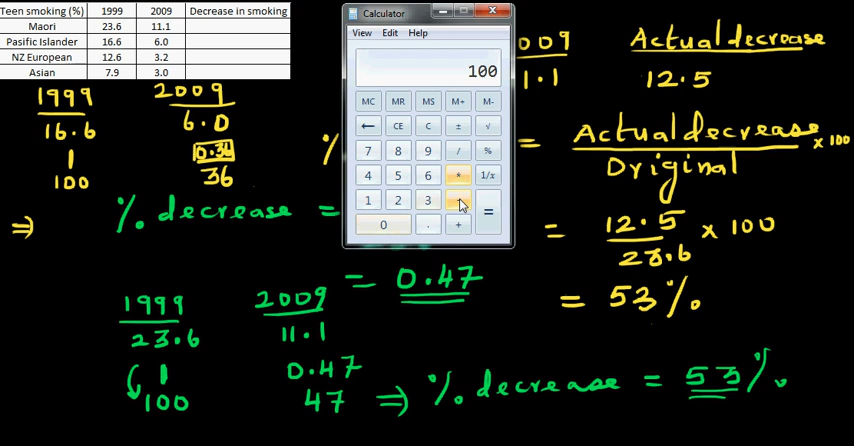 Teen smoking (%) 1999 2009 Decrease in smoking
Maori 23.6 11.1
Pasific Islander 16.6 6.0
NZ European 12.6 3.2
Asian 7.9 3.0
Calculator
View Edit Help
100
MC MR MS M+ M-
← CE C ± √
7 8 9 / %
4 5 6 * 1/x
1 2 3 - =
0 . +
009 Actual decrease
1.1 12.5
1999 2009
16.6 6.0
1 0.36
100 36
% = Actual decrease / Original × 100
⇒ % decrease =
= 12.5 / 23.6 × 100
= 0.47
= 53%
1999 2009
23.6 11.1
1 0.47
100 47 ⇒ % decrease = 53%